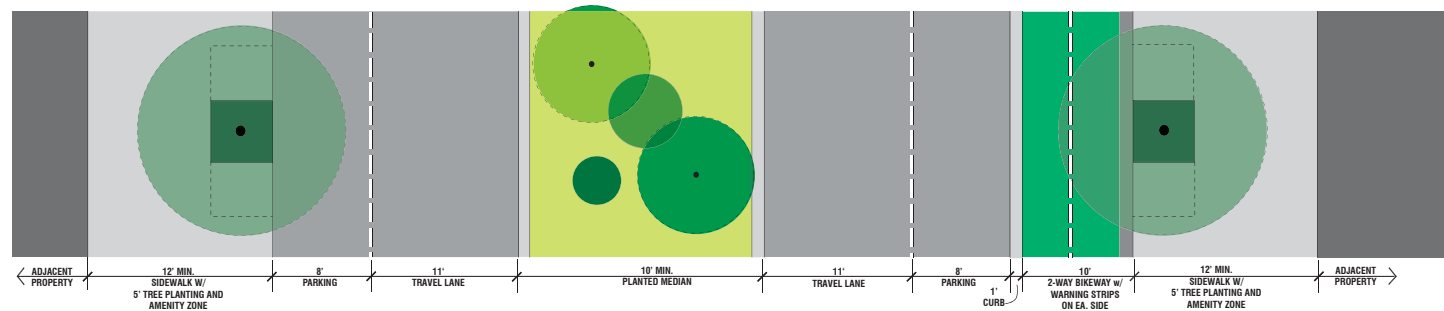 ADJACENT
PROPERTY
12' MIN.
SIDEWALK W/
5' TREE PLANTING AND
AMENITY ZONE
8'
PARKING
11'
TRAVEL LANE
10' MIN.
PLANTED MEDIAN
11'
TRAVEL LANE
8'
PARKING
1'
CURB
10'
2-WAY BIKEWAY w/
WARNING STRIPS
ON EA. SIDE
12' MIN.
SIDEWALK W/
5' TREE PLANTING AND
AMENITY ZONE
ADJACENT
PROPERTY